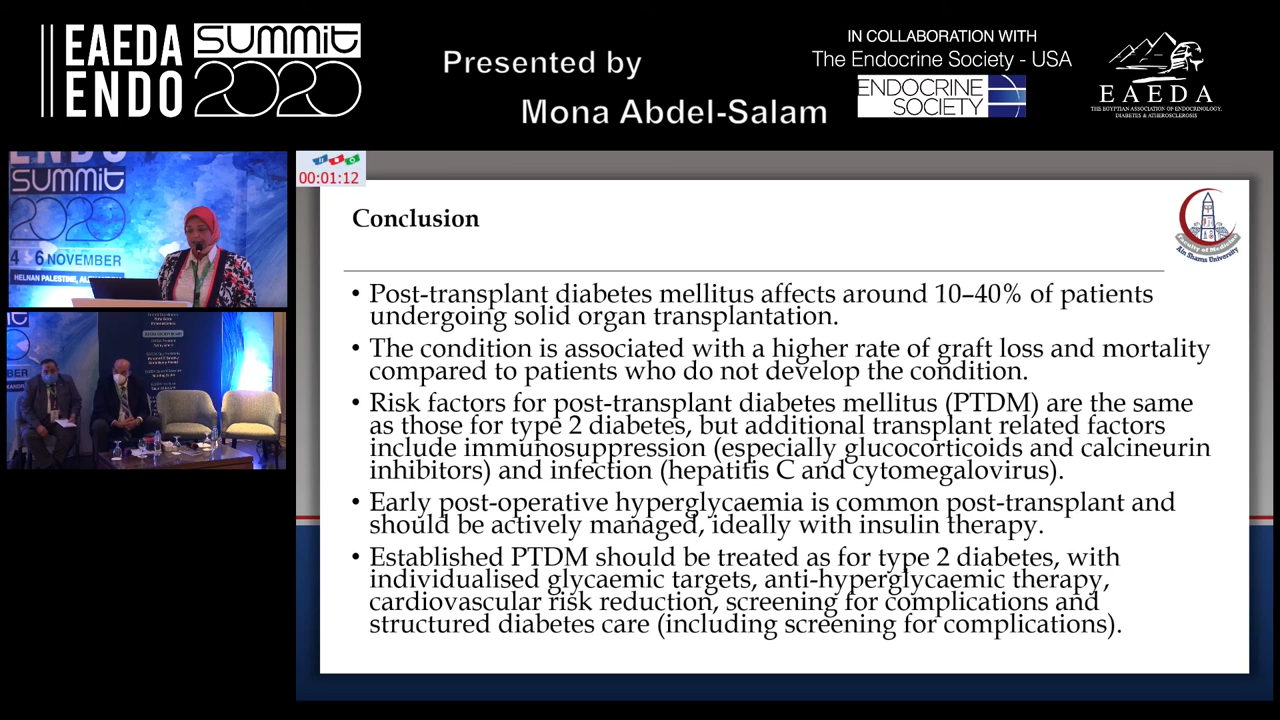 EAEDA
ENDO
SUMMIT
2020
Presented by
Mona Abdel-Salam
IN COLLABORATION WITH
The Endocrine Society - USA
ENDOCRINE
SOCIETY
EAEDA
THE EGYPTIAN ASSOCIATION OF ENDOCRINOLOGY,
DIABETES & ATHEROSCLEROSIS
SUMMIT
2020
6 NOVEMBER
HELNAN PALESTINE,
00:01:12
Conclusion
Faculty of Medicine
Ain Shams University
• Post-transplant diabetes mellitus affects around 10–40% of patients
undergoing solid organ transplantation.
• The condition is associated with a higher rate of graft loss and mortality
compared to patients who do not develop the condition.
• Risk factors for post-transplant diabetes mellitus (PTDM) are the same
as those for type 2 diabetes, but additional transplant related factors
include immunosuppression (especially glucocorticoids and calcineurin
inhibitors) and infection (hepatitis C and cytomegalovirus).
• Early post-operative hyperglycaemia is common post-transplant and
should be actively managed, ideally with insulin therapy.
• Established PTDM should be treated as for type 2 diabetes, with
individualised glycaemic targets, anti-hyperglycaemic therapy,
cardiovascular risk reduction, screening for complications and
structured diabetes care (including screening for complications).